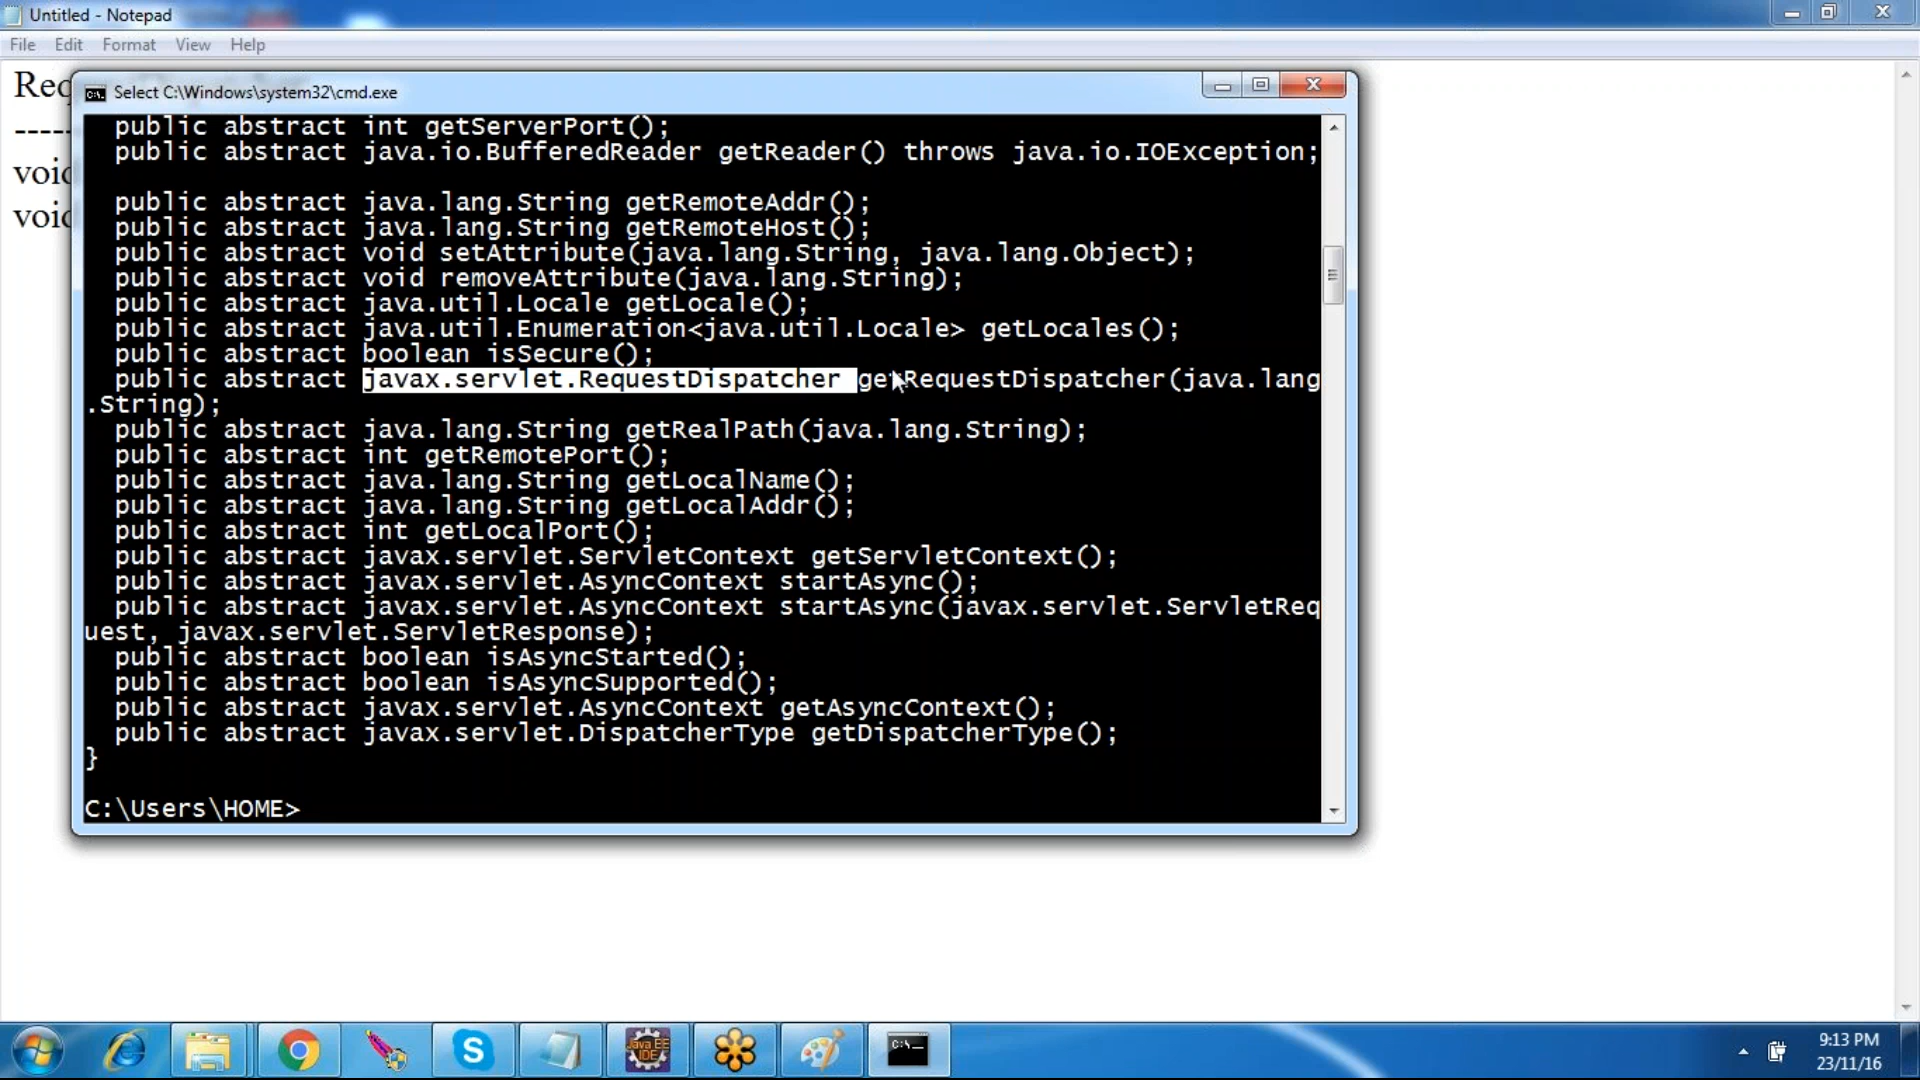 Untitled - Notepad
File Edit Format View Help
Select C:\Windows\system32\cmd.exe
public abstract int getServerPort();
public abstract java.io.BufferedReader getReader() throws java.io.IOException;
public abstract java.lang.String getRemoteAddr();
public abstract java.lang.String getRemoteHost();
public abstract void setAttribute(java.lang.String, java.lang.Object);
public abstract void removeAttribute(java.lang.String);
public abstract java.util.Locale getLocale();
public abstract java.util.Enumeration<java.util.Locale> getLocales();
public abstract boolean isSecure();
public abstract javax.servlet.RequestDispatcher getRequestDispatcher(java.lang
.String);
public abstract java.lang.String getRealPath(java.lang.String);
public abstract int getRemotePort();
public abstract java.lang.String getLocalName();
public abstract java.lang.String getLocalAddr();
public abstract int getLocalPort();
public abstract javax.servlet.ServletContext getServletContext();
public abstract javax.servlet.AsyncContext startAsync();
public abstract javax.servlet.AsyncContext startAsync(javax.servlet.ServletReq
uest, javax.servlet.ServletResponse);
public abstract boolean isAsyncStarted();
public abstract boolean isAsyncSupported();
public abstract javax.servlet.AsyncContext getAsyncContext();
public abstract javax.servlet.DispatcherType getDispatcherType();
}
C:\Users\HOME>
void
void
Java EE
IDE
9:13 PM
23/11/16